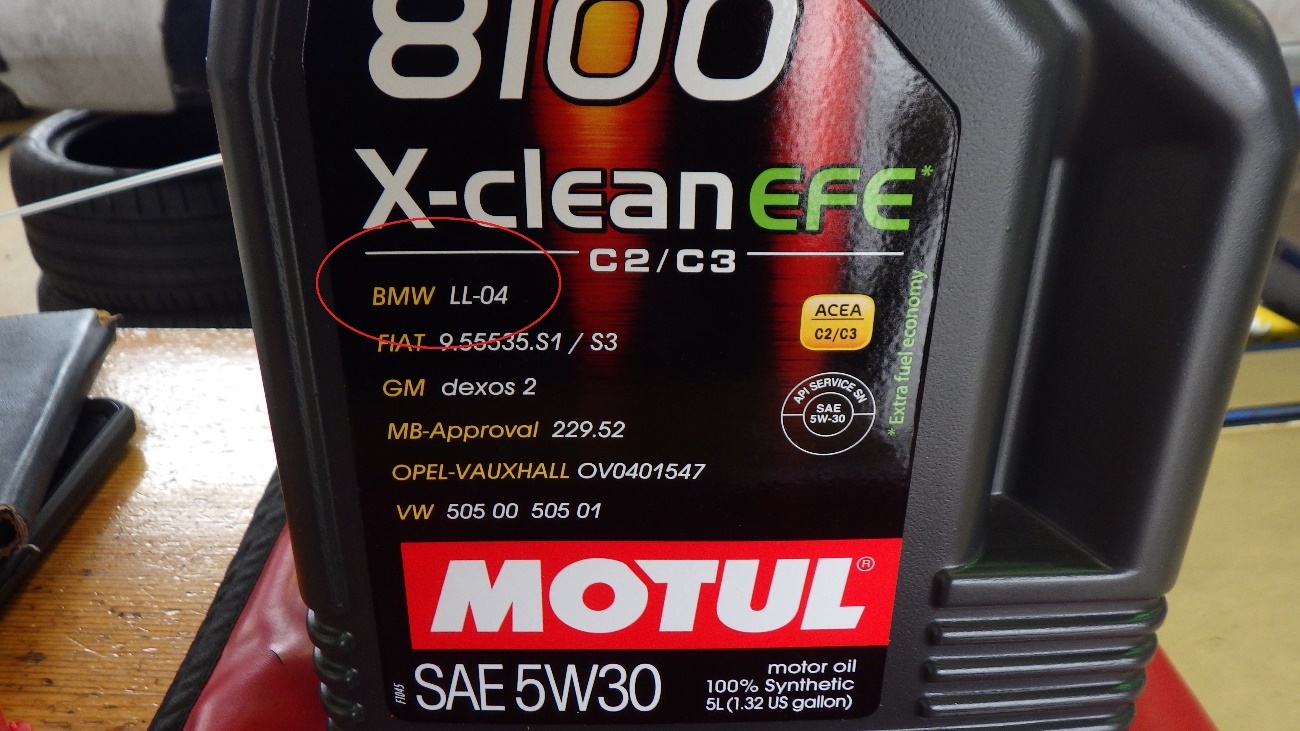 8100
X-clean EFE*
C2/C3
BMW LL-04
FIAT 9.55535.S1 / S3
GM dexos 2
MB-Approval 229.52
OPEL-VAUXHALL OV0401547
VW 505 00 505 01
ACEA
C2/C3
API SERVICE SN
SAE
5W-30
* Extra fuel economy
MOTUL®
SAE 5W30
motor oil
100% Synthetic
5L (1.32 US gallon)
F1045